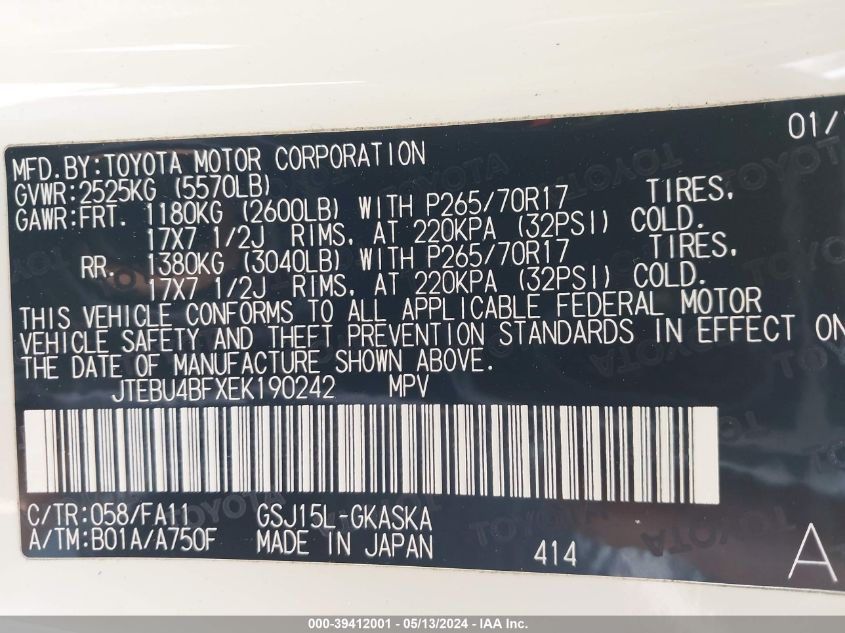 01/
MFD.BY:TOYOTA MOTOR CORPORATION
GVWR:2525KG (5570LB)
GAWR:FRT. 1180KG (2600LB) WITH P265/70R17 TIRES,
17X7 1/2J RIMS, AT 220KPA (32PSI) COLD.
RR. 1380KG (3040LB) WITH P265/70R17 TIRES,
17X7 1/2J RIMS, AT 220KPA (32PSI) COLD.
THIS VEHICLE CONFORMS TO ALL APPLICABLE FEDERAL MOTOR
VEHICLE SAFETY AND THEFT PREVENTION STANDARDS IN EFFECT ON
THE DATE OF MANUFACTURE SHOWN ABOVE.
JTEBU4BFXEK190242 MPV
C/TR:058/FA11 GSJ15L-GKASKA
A/TM:B01A/A750F MADE IN JAPAN 414 A
000-39412001 - 05/13/2024 - Copyright © IAA Inc.